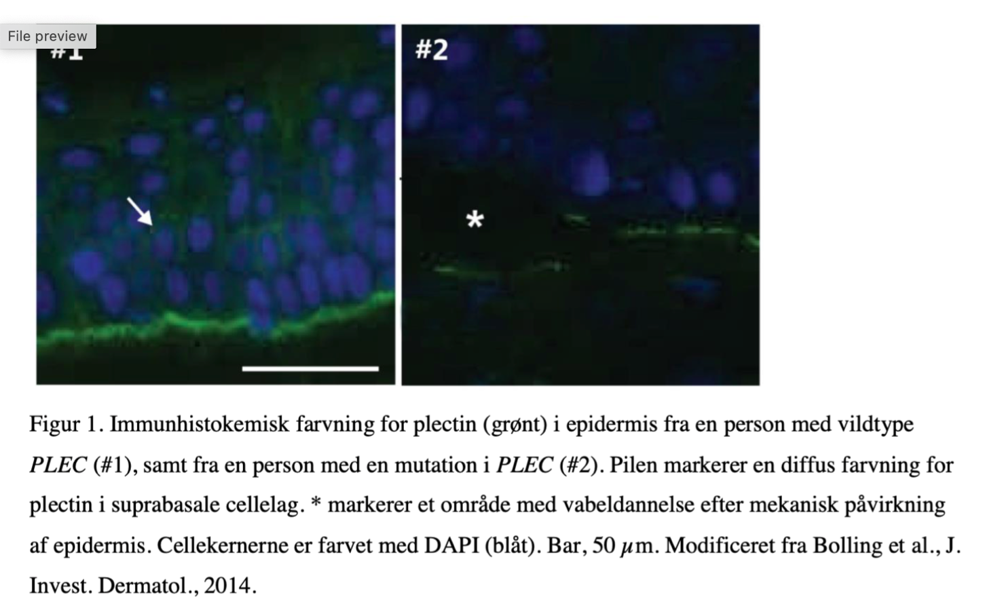 File preview
#1
#2
*
Figur 1. Immunhistokemisk farvning for plectin (grønt) i epidermis fra en person med vildtype
PLEC (#1), samt fra en person med en mutation i PLEC (#2). Pilen markerer en diffus farvning for
plectin i suprabasale cellelag. * markerer et område med vabeldannelse efter mekanisk påvirkning
af epidermis. Cellekernerne er farvet med DAPI (blåt). Bar, 50 µm. Modificeret fra Bolling et al., J.
Invest. Dermatol., 2014.